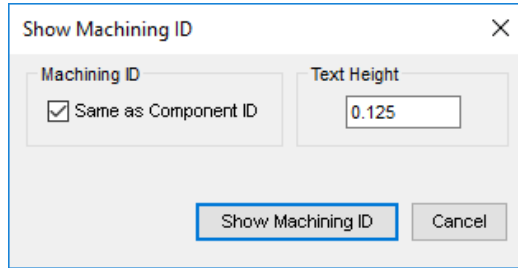 Show Machining ID
Machining ID
Text Height
Same as Component ID
0.125
Show Machining ID
Cancel